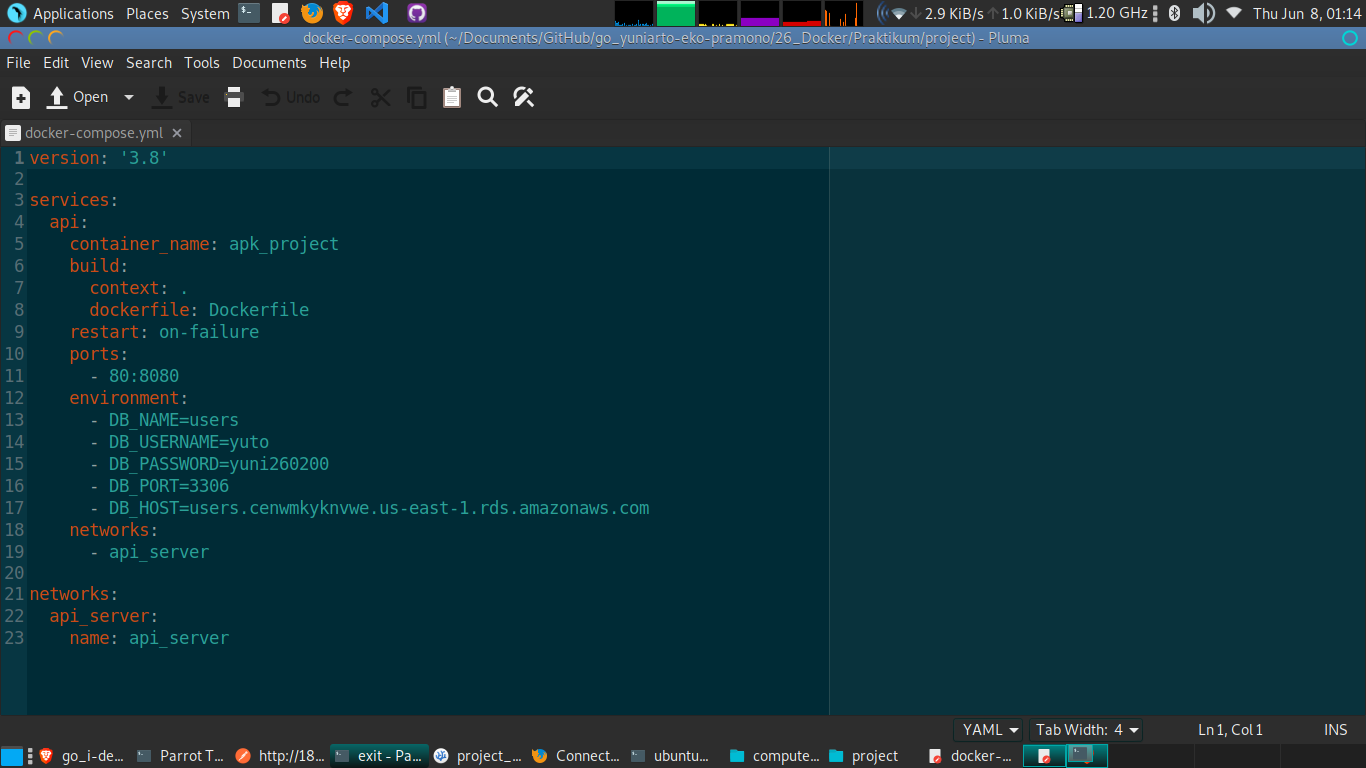 Applications Places System 2.9 KiB/s 1.0 KiB/s 1.20 GHz Thu Jun 8, 01:14
docker-compose.yml (~/Documents/GitHub/go_yuniarto-eko-pramono/26_Docker/Praktikum/project) - Pluma
File Edit View Search Tools Documents Help
Open Save Undo
docker-compose.yml
1 version: '3.8'
2
3 services:
4   api:
5     container_name: apk_project
6     build:
7       context: .
8       dockerfile: Dockerfile
9     restart: on-failure
10     ports:
11       - 80:8080
12     environment:
13       - DB_NAME=users
14       - DB_USERNAME=yuto
15       - DB_PASSWORD=yuni260200
16       - DB_PORT=3306
17       - DB_HOST=users.cenwmkyknvwe.us-east-1.rds.amazonaws.com
18     networks:
19       - api_server
20
21 networks:
22   api_server:
23     name: api_server
YAML Tab Width: 4 Ln 1, Col 1 INS
go_i-de... Parrot T... http://18... exit - Pa... project_... Connect... ubuntu... compute... project docker-...